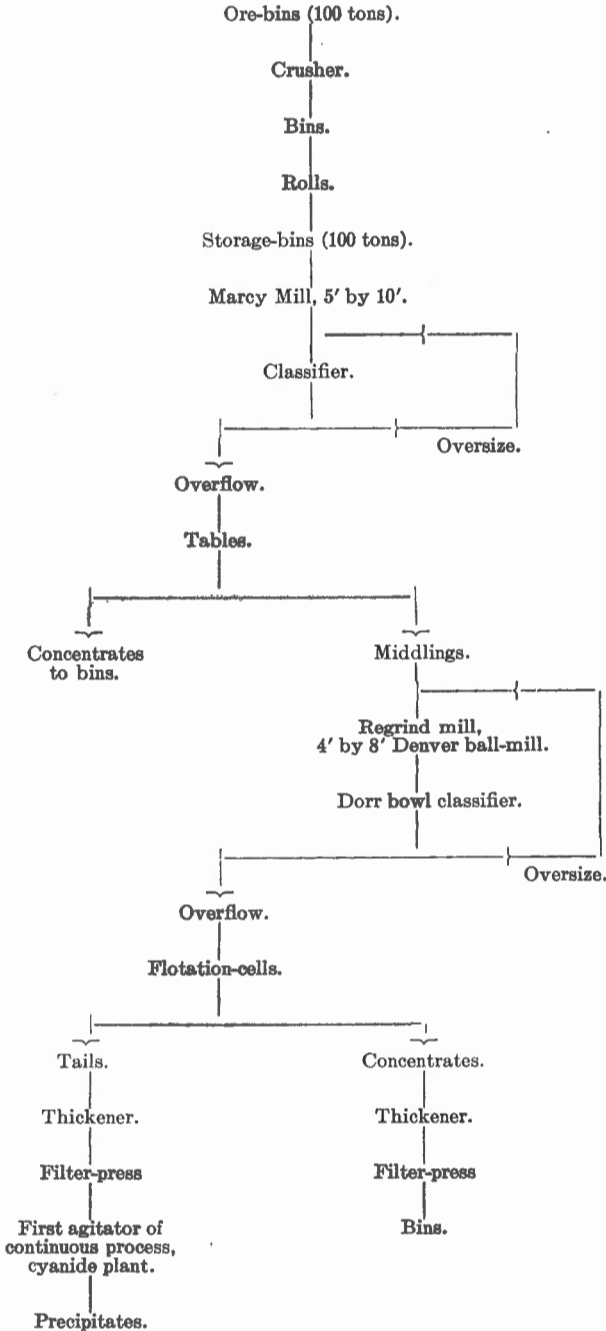 Ore-bins (100 tons).
Crusher.
Bins.
Rolls.
Storage-bins (100 tons).
Marcy Mill, 5′ by 10′.
Classifier.
Oversize.
Overflow.
Tables.
Concentrates
to bins.
Middlings.
Regrind mill,
4′ by 8′ Denver ball-mill.
Dorr bowl classifier.
Oversize.
Overflow.
Flotation-cells.
Tails.
Concentrates.
Thickener.
Thickener.
Filter-press
Filter-press
First agitator of
continuous process,
cyanide plant.
Bins.
Precipitates.